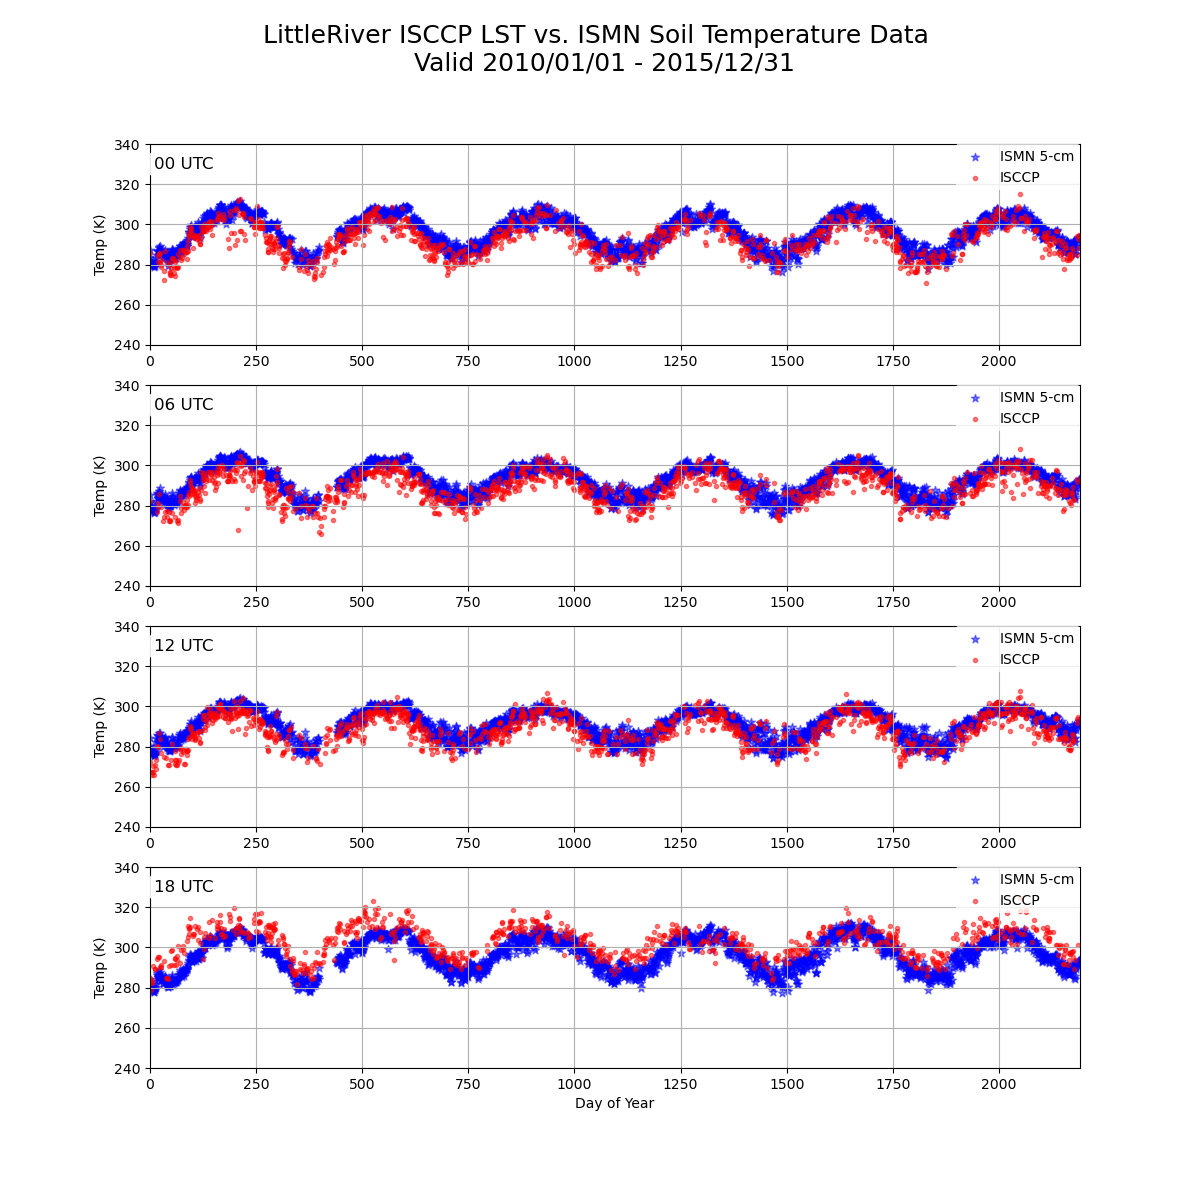 LittleRiver ISCCP LST vs. ISMN Soil Temperature Data
Valid 2010/01/01 - 2015/12/31
340
320
300
280
260
240
Temp (K)
00 UTC
ISMN 5-cm
ISCCP
0 250 500 750 1000 1250 1500 1750 2000
340
320
300
280
260
240
Temp (K)
06 UTC
ISMN 5-cm
ISCCP
0 250 500 750 1000 1250 1500 1750 2000
340
320
300
280
260
240
Temp (K)
12 UTC
ISMN 5-cm
ISCCP
0 250 500 750 1000 1250 1500 1750 2000
340
320
300
280
260
240
Temp (K)
18 UTC
ISMN 5-cm
ISCCP
0 250 500 750 1000 1250 1500 1750 2000
Day of Year